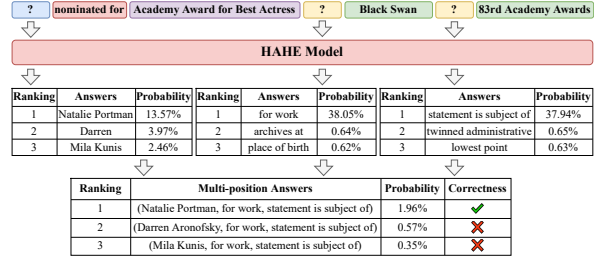 ? nominated for Academy Award for Best Actress ? Black Swan ? 83rd Academy Awards
HAHE Model
Ranking Answers Probability
1 Natalie Portman 13.57%
2 Darren 3.97%
3 Mila Kunis 2.46%
Ranking Answers Probability
1 for work 38.05%
2 archives at 0.64%
3 place of birth 0.62%
Ranking Answers Probability
1 statement is subject of 37.94%
2 twinned administrative 0.65%
3 lowest point 0.63%
Ranking Multi-position Answers Probability Correctness
1 (Natalie Portman, for work, statement is subject of) 1.96%
2 (Darren Aronofsky, for work, statement is subject of) 0.57%
3 (Mila Kunis, for work, statement is subject of) 0.35%